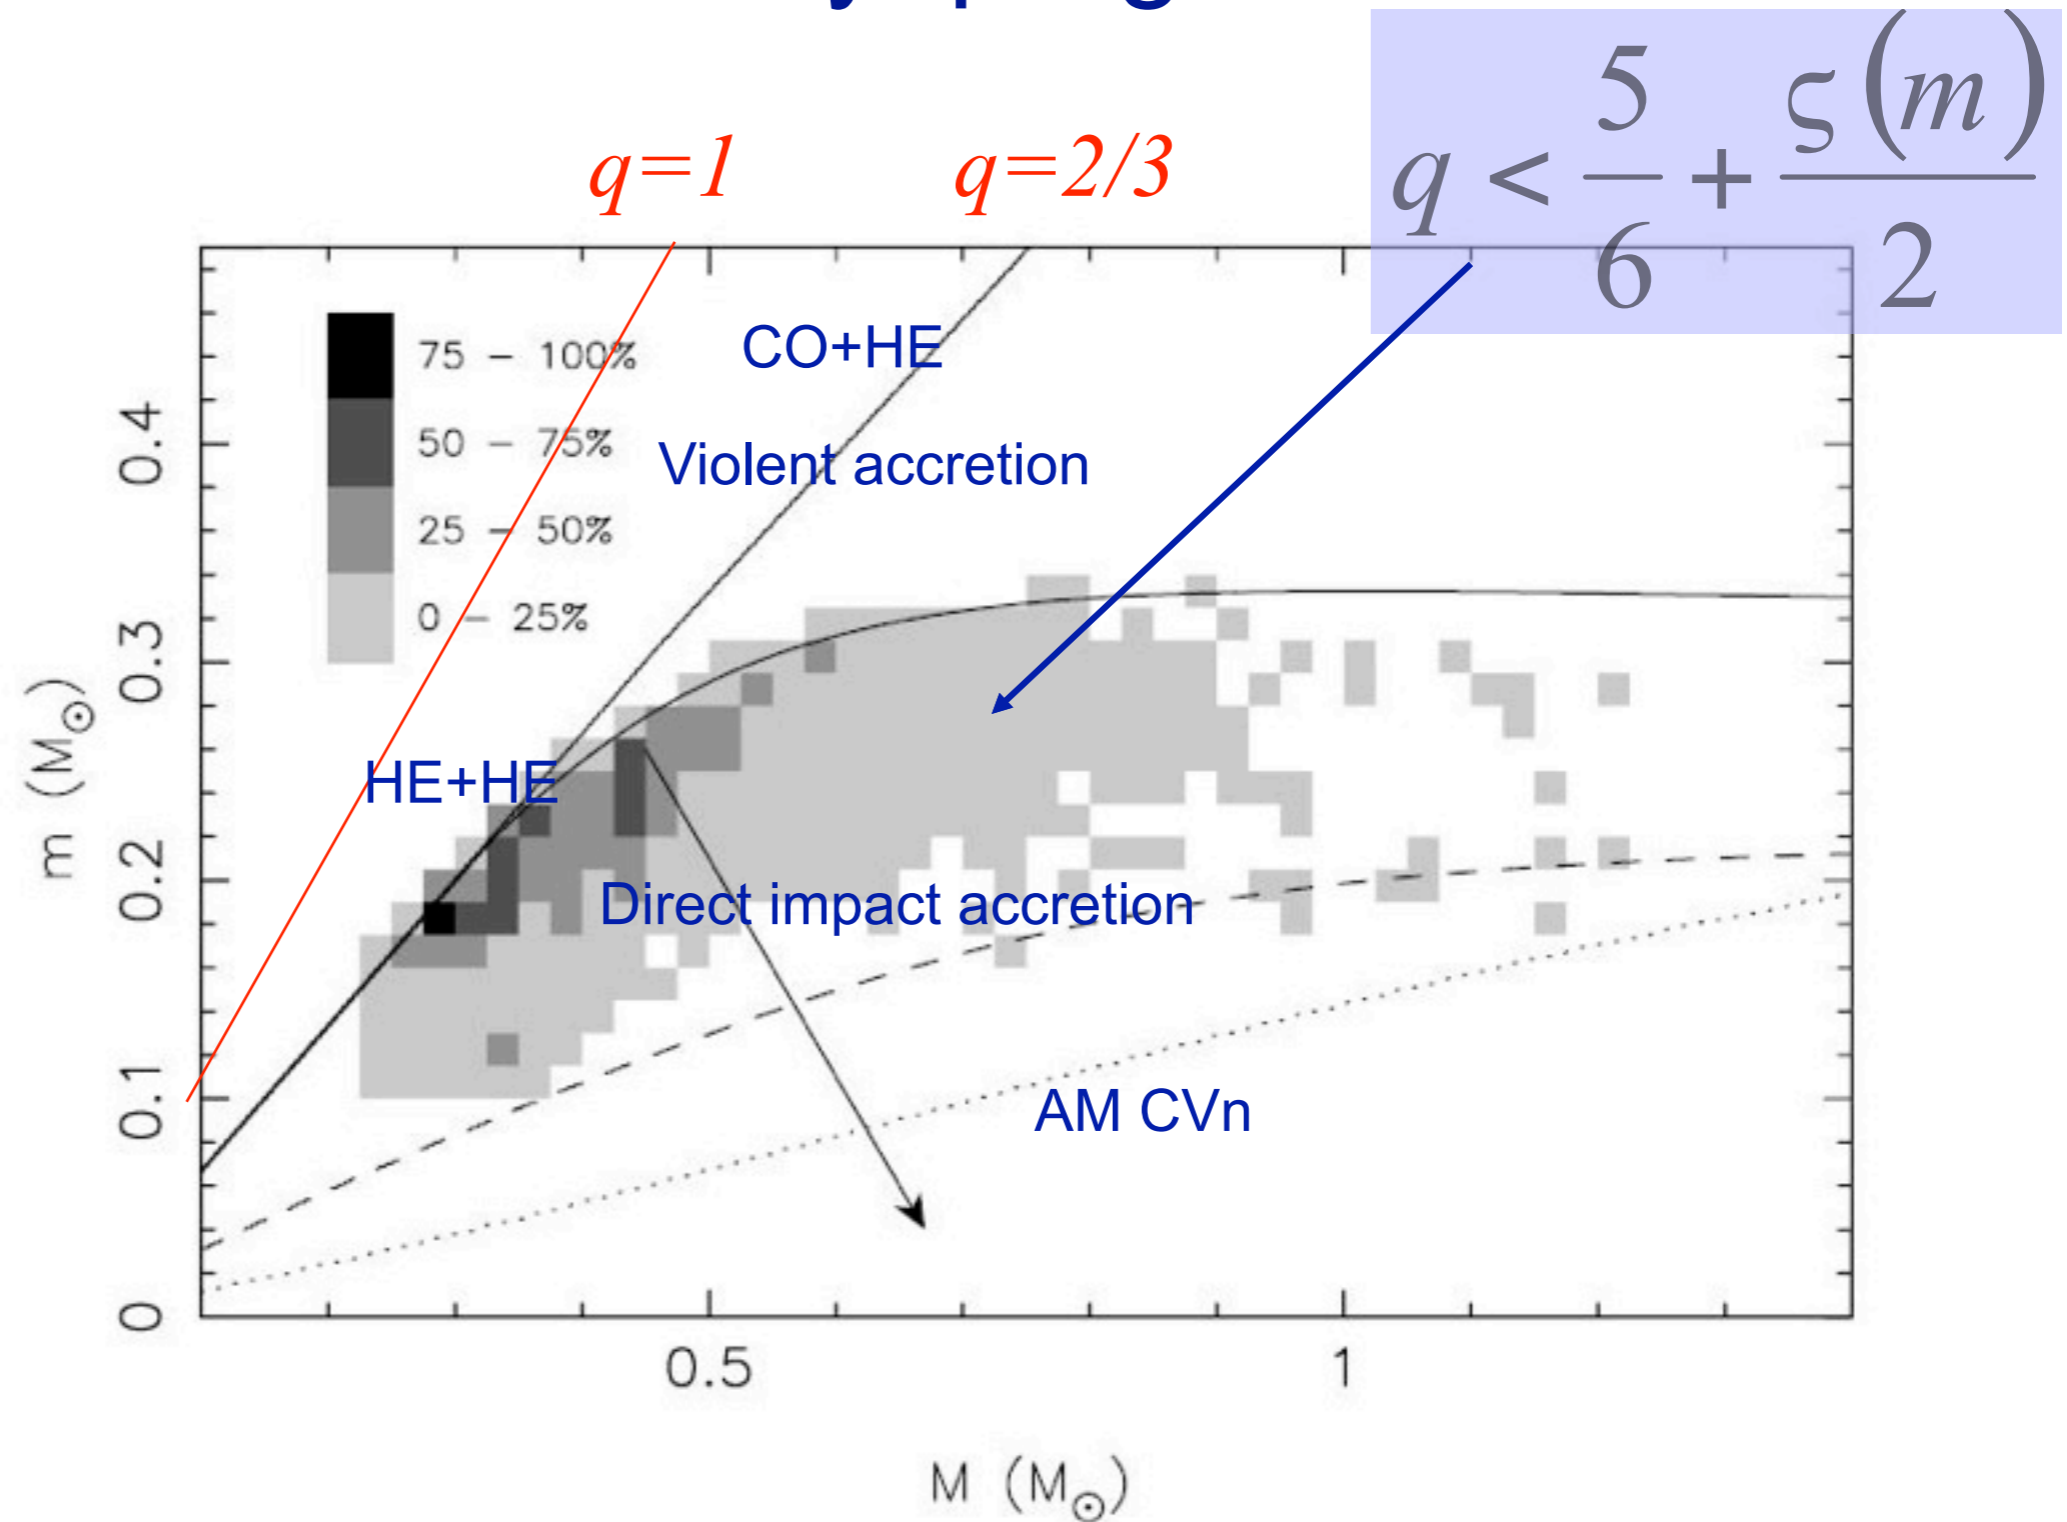 q=1
q=2/3
q < 5/6 + ς(m)/2
75 – 100%
50 – 75%
25 – 50%
0 – 25%
CO+HE
Violent accretion
HE+HE
Direct impact accretion
AM CVn
m (M⊙)
0.4
0.3
0.2
0.1
0
0.5
1
M (M⊙)